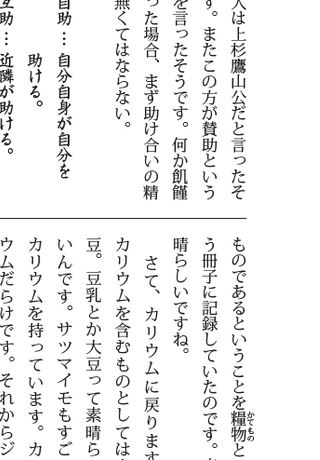 人は上杉鷹山公だと言ったそ
す。またこの方が賛助という
を言ったそうです。何か飢饉
った場合、まず助け合いの精
無くてはならない。
自助…自分自身が自分を
助ける。
互助…近隣が助ける。
ものであるということを糧物と
かてもの
う冊子に記録していたのです。
晴らしいですね。
さて、カリウムに戻ります
カリウムを含むものとしては
豆。豆乳とか大豆って素晴ら
いんです。サツマイモもすご
カリウムを持っています。カ
ウムだらけです。それからジ